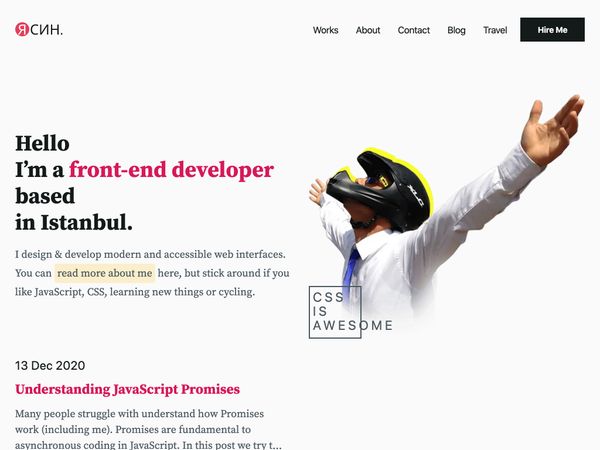 ЯСИН.
Works About Contact Blog Travel Hire Me
Hello
I’m a front-end developer
based
in Istanbul.
I design & develop modern and accessible web interfaces.
You can read more about me here, but stick around if you
like JavaScript, CSS, learning new things or cycling.
XLC
CSS
IS
AWESOME
13 Dec 2020
Understanding JavaScript Promises
Many people struggle with understand how Promises
work (including me). Promises are fundamental to
asynchronous coding in JavaScript. In this post we try t...